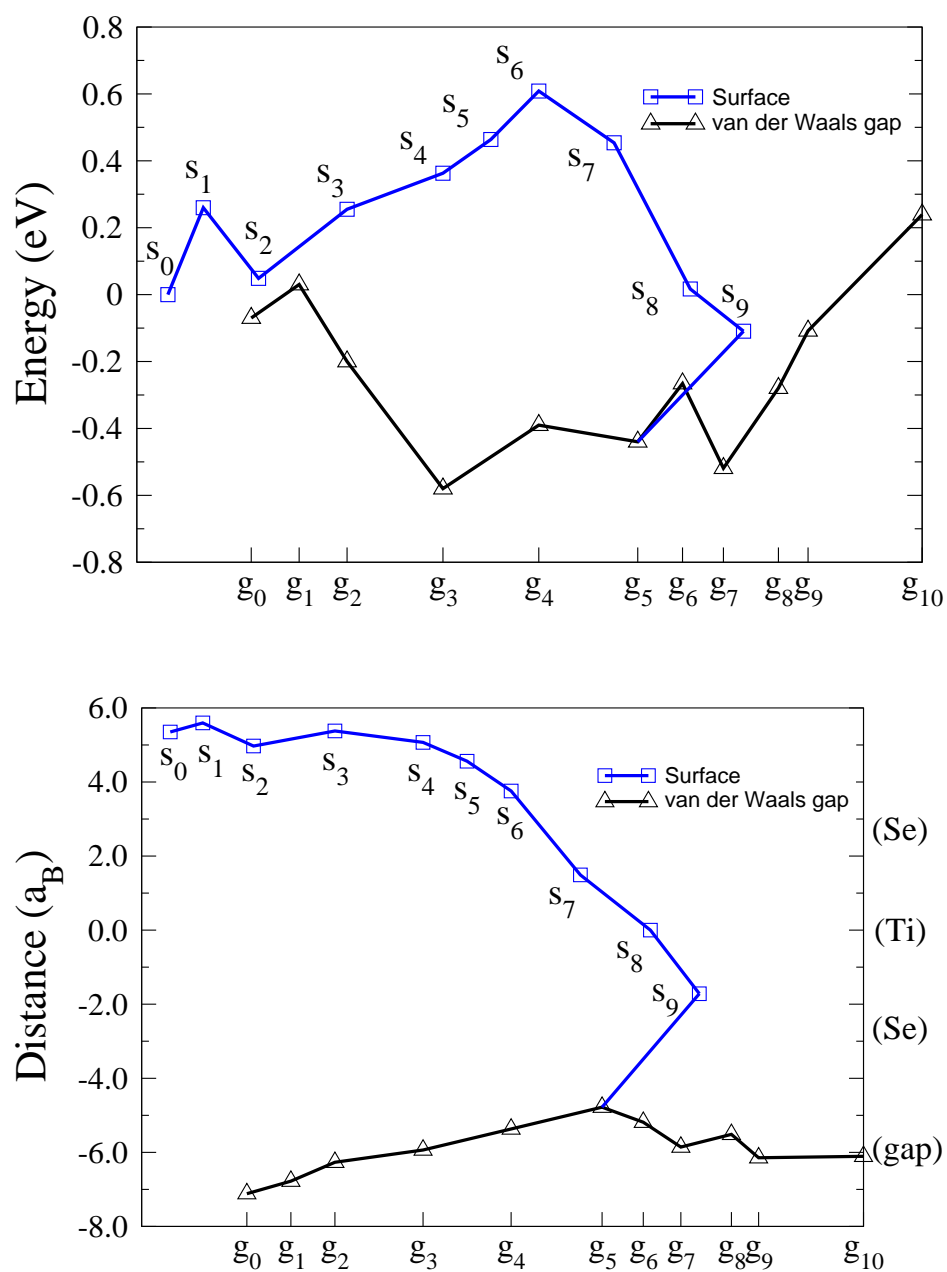 0.8
0.6
0.4
0.2
0
-0.2
-0.4
-0.6
-0.8
Energy (eV)
s0
s1
s2
s3
s4
s5
s6
s7
s8
s9
Surface
van der Waals gap
g0 g1 g2 g3 g4 g5 g6 g7 g8 g9 g10
6.0
4.0
2.0
0.0
-2.0
-4.0
-6.0
-8.0
Distance (aB)
s0
s1
s2
s3
s4
s5
s6
s7
s8
s9
Surface
van der Waals gap
(Se)
(Ti)
(Se)
(gap)
g0 g1 g2 g3 g4 g5 g6 g7 g8 g9 g10